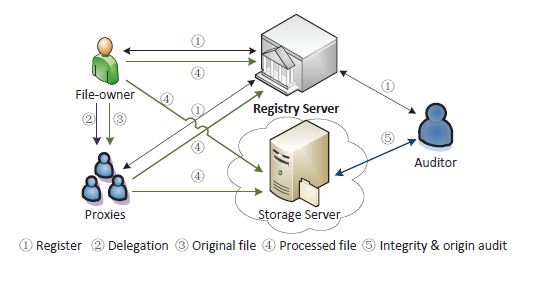 ①
④
File-owner
④
①
Registry Server
①
② ③
④
⑤
Auditor
④
Proxies
Storage Server
① Register ② Delegation ③ Original file ④ Processed file ⑤ Integrity & origin audit